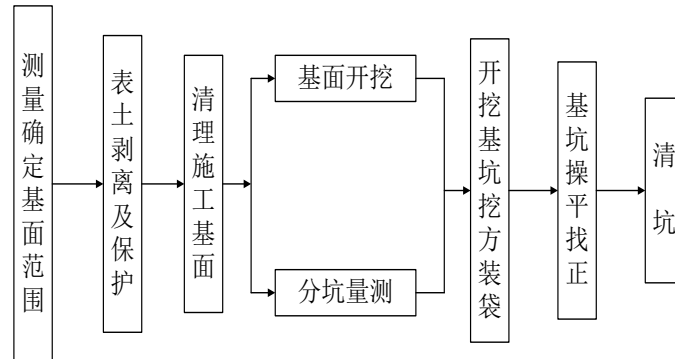 测量确定基面范围
表土剥离及保护
清理施工基面
基面开挖
分坑量测
开挖基坑挖方装袋
基坑操平找正
清坑